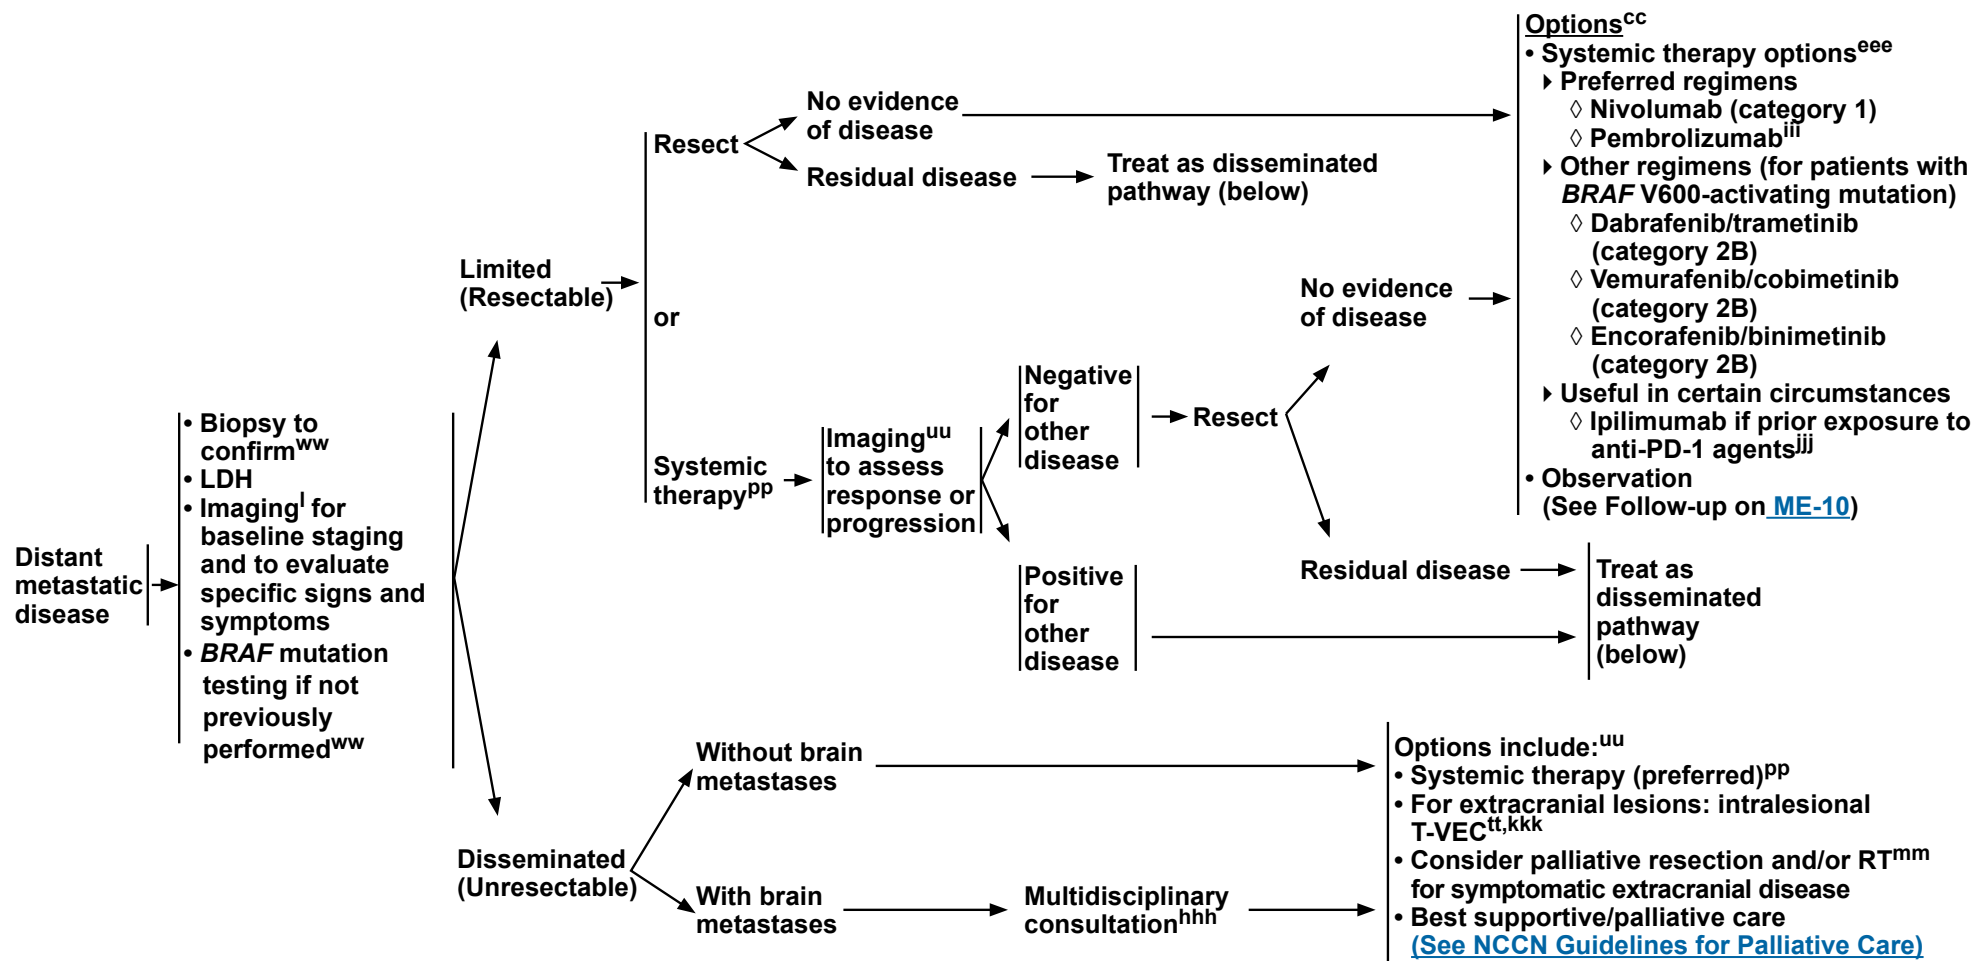 Distant
metastatic
disease
• Biopsy to
confirmww
• LDH
• Imagingl for
baseline staging
and to evaluate
specific signs and
symptoms
• BRAF mutation
testing if not
previously
performedww
Limited
(Resectable)
Resect
No evidence
of disease
Residual disease
Treat as disseminated
pathway (below)
or
Systemic
therapypp
Imaginguu
to assess
response or
progression
Negative
for
other
disease
Resect
No evidence
of disease
Residual disease
Positive
for
other
disease
Treat as
disseminated
pathway
(below)
Optionscc
• Systemic therapy optionseee
▸ Preferred regimens
◊ Nivolumab (category 1)
◊ Pembrolizumabiii
▸ Other regimens (for patients with
BRAF V600-activating mutation)
◊ Dabrafenib/trametinib
(category 2B)
◊ Vemurafenib/cobimetinib
(category 2B)
◊ Encorafenib/binimetinib
(category 2B)
▸ Useful in certain circumstances
◊ Ipilimumab if prior exposure to
anti-PD-1 agentsjjj
• Observation
(See Follow-up on ME-10)
Disseminated
(Unresectable)
Without brain
metastases
With brain
metastases
Multidisciplinary
consultationhhh
Options include:uu
• Systemic therapy (preferred)pp
• For extracranial lesions: intralesional
T-VECtt,kkk
• Consider palliative resection and/or RTmm
for symptomatic extracranial disease
• Best supportive/palliative care
(See NCCN Guidelines for Palliative Care)